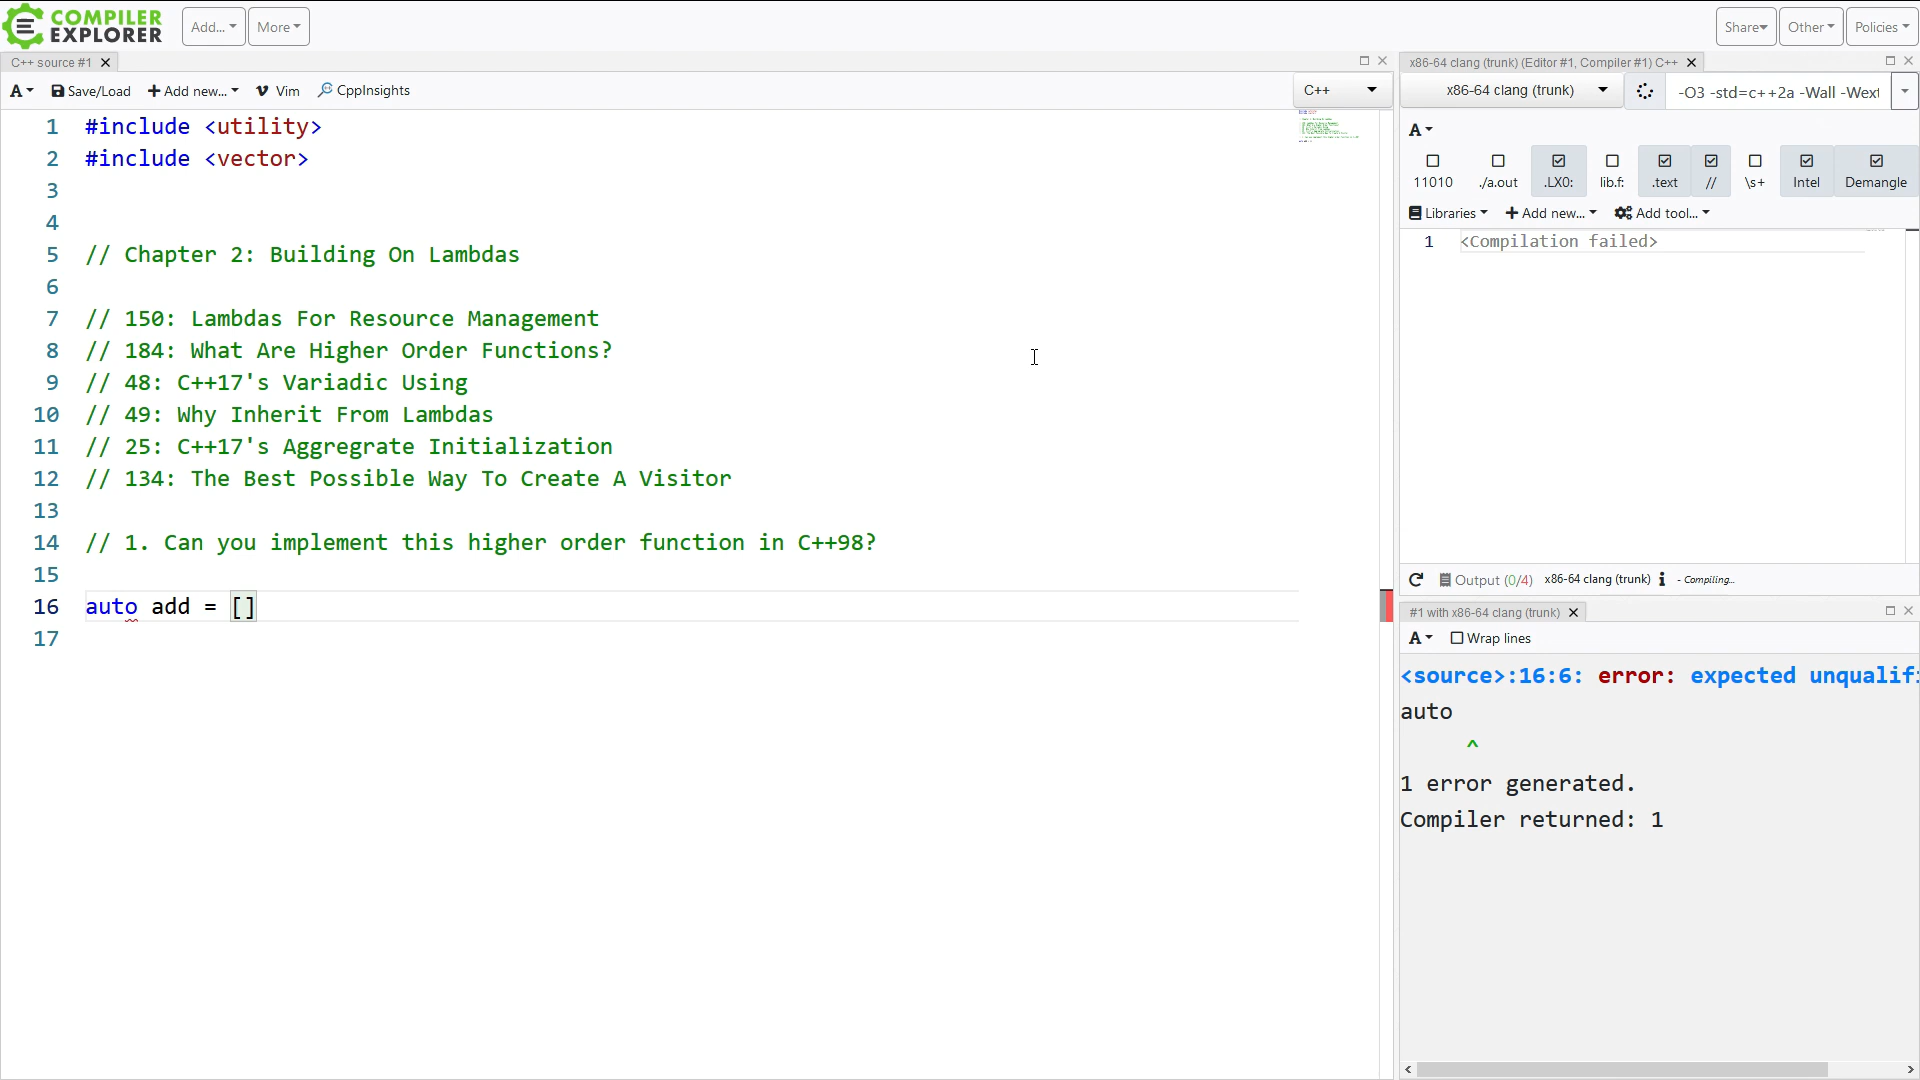 COMPILER
EXPLORER
Add...
More
Share
Other
Policies
C++ source #1
A
Save/Load
Add new...
Vim
CppInsights
C++
1 #include <utility>
2 #include <vector>
3
4
5 // Chapter 2: Building On Lambdas
6
7 // 150: Lambdas For Resource Management
8 // 184: What Are Higher Order Functions?
9 // 48: C++17's Variadic Using
10 // 49: Why Inherit From Lambdas
11 // 25: C++17's Aggregrate Initialization
12 // 134: The Best Possible Way To Create A Visitor
13
14 // 1. Can you implement this higher order function in C++98?
15
16 auto add = []
17
x86-64 clang (trunk) (Editor #1, Compiler #1) C++
x86-64 clang (trunk)
-O3 -std=c++2a -Wall -Wext
A
11010
./a.out
.LX0:
lib.f:
.text
//
\s+
Intel
Demangle
Libraries
Add new...
Add tool...
1 <Compilation failed>
Output (0/4) x86-64 clang (trunk) i - Compiling...
#1 with x86-64 clang (trunk)
A
Wrap lines
<source>:16:6: error: expected unqualifi
auto
^
1 error generated.
Compiler returned: 1